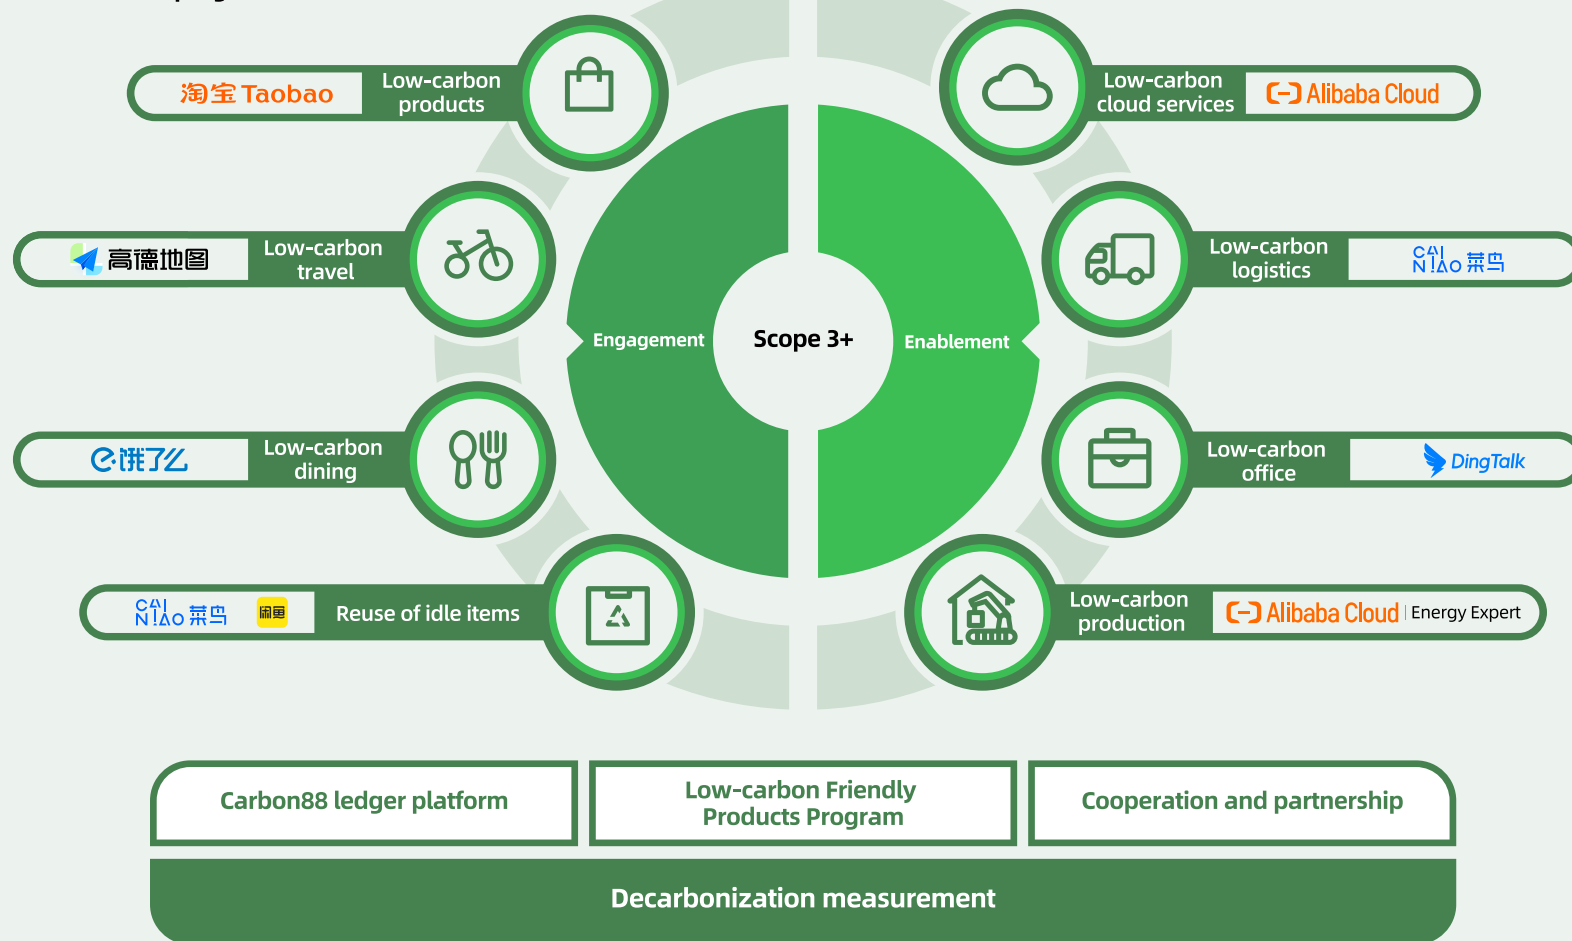 淘宝 Taobao
Low-carbon
products
Low-carbon
cloud services
Alibaba Cloud
高德地图
Low-carbon
travel
Low-carbon
logistics
CAI
NIAO 菜鸟
Engagement
Scope 3+
Enablement
饿了么
Low-carbon
dining
Low-carbon
office
DingTalk
CAI
NIAO 菜鸟
闲鱼
Reuse of idle items
Low-carbon
production
Alibaba Cloud | Energy Expert
Carbon88 ledger platform
Low-carbon Friendly
Products Program
Cooperation and partnership
Decarbonization measurement